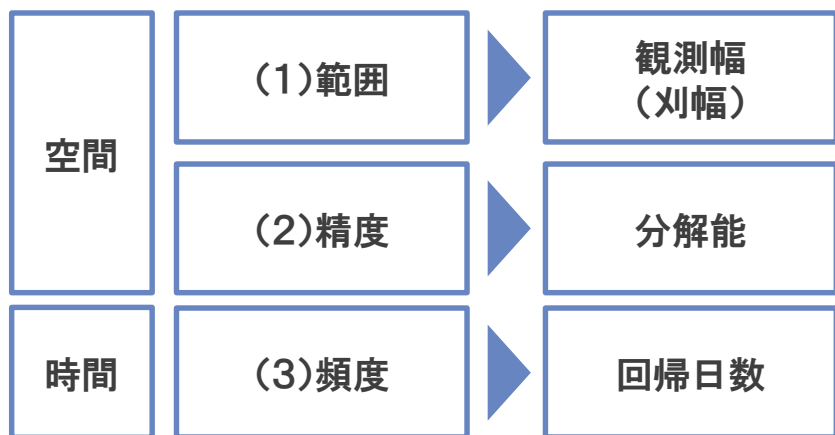 空間
(1)範囲
観測幅
(刈幅)
(2)精度
分解能
時間
(3)頻度
回帰日数